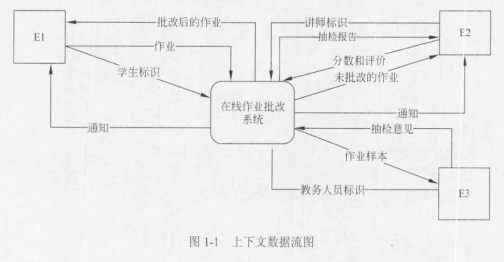 批改后的作业
讲师标识
E1
作业
抽检报告
E2
分数和评价
学生标识
未批改的作业
在线作业批改
系统
通知
通知
抽检意见
作业样本
教务人员标识
E3
图 1-1 上下文数据流图